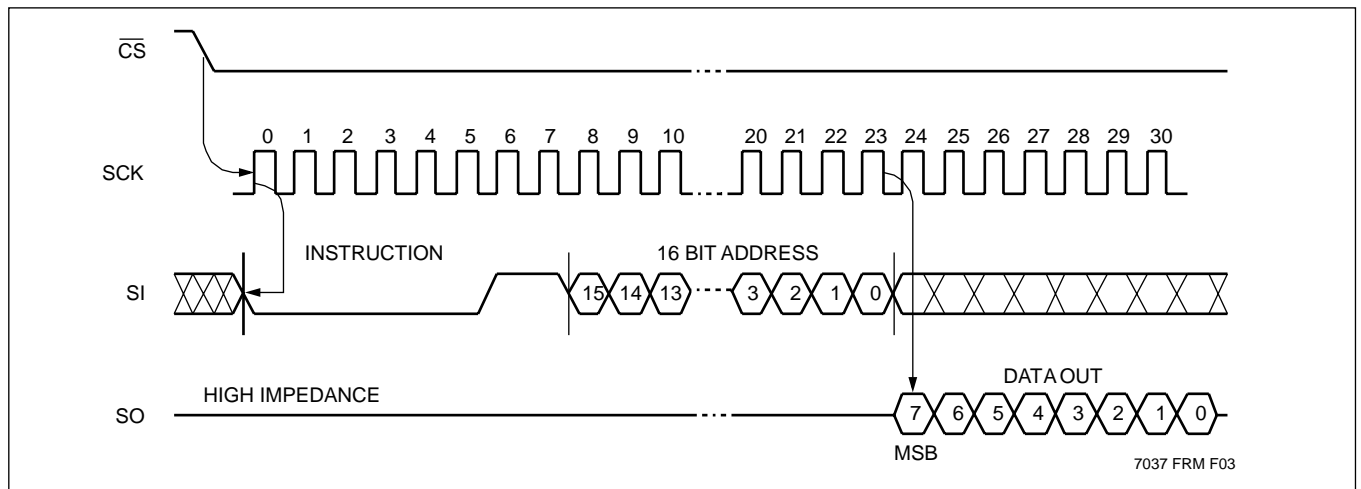 CS
0 1 2 3 4 5 6 7 8 9 10 20 21 22 23 24 25 26 27 28 29 30
SCK
INSTRUCTION 16 BIT ADDRESS
SI 15 14 13 3 2 1 0
DATA OUT
HIGH IMPEDANCE
SO 7 6 5 4 3 2 1 0
MSB
7037 FRM F03